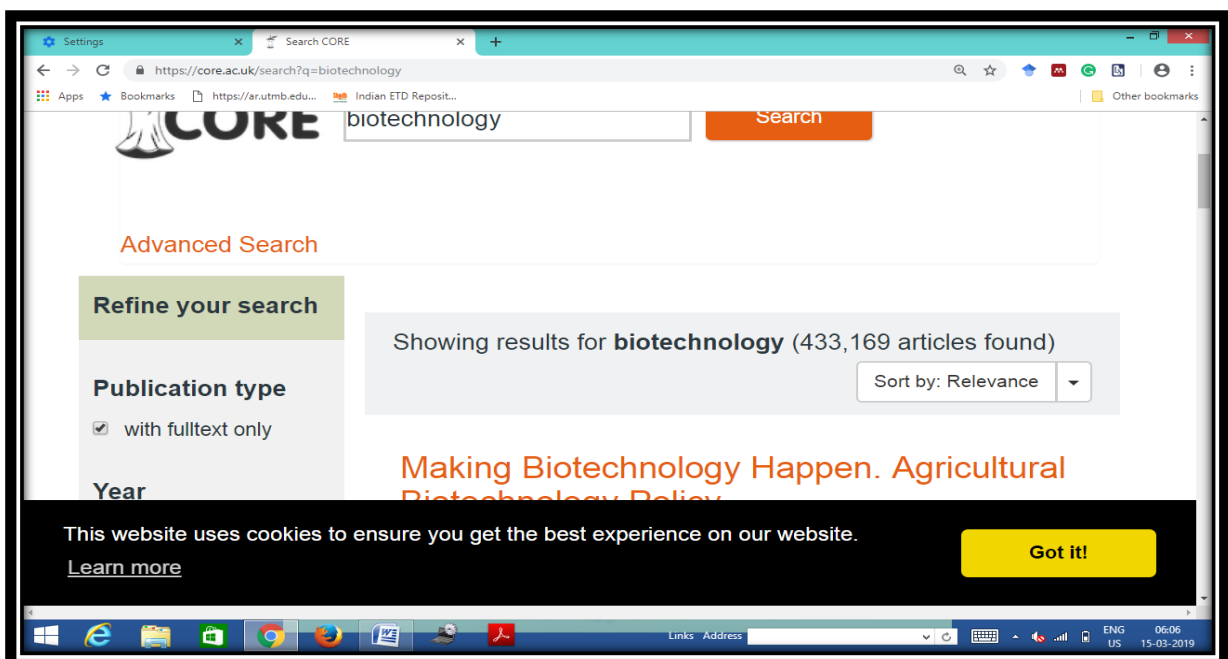 Settings
Search CORE
https://core.ac.uk/search?q=biotechnology
Apps Bookmarks https://ar.utmb.edu... Indian ETD Reposit... Other bookmarks
CORE biotechnology Search
Advanced Search
Refine your search
Showing results for biotechnology (433,169 articles found)
Sort by: Relevance
Publication type
with fulltext only
Making Biotechnology Happen. Agricultural
Biotechnology Policy
Year
This website uses cookies to ensure you get the best experience on our website.
Learn more
Got it!
Links Address
ENG
US
06:06
15-03-2019